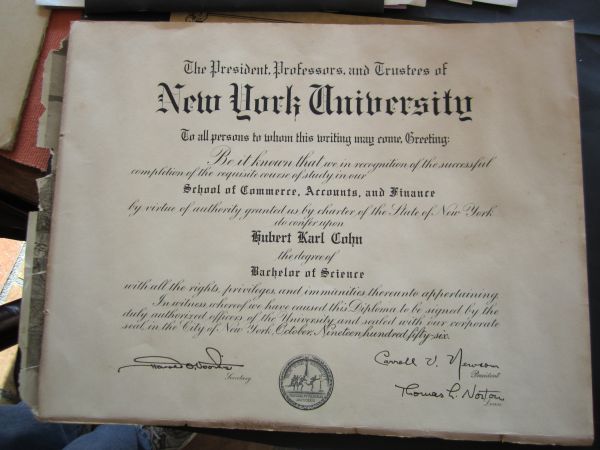 The President, Professors, and Trustees of
New York University
To all persons to whom this writing may come, Greeting:
Be it known that we in recognition of the successful
completion of the requisite course of study in our
School of Commerce, Accounts, and Finance
by virtue of authority granted us by charter of the State of New York
do confer upon
Hubert Karl Cohn
the degree of
Bachelor of Science
with all the rights, privileges, and immunities thereunto appertaining.
In witness whereof we have caused this Diploma to be signed by the
duly authorized officers of the University and sealed with our corporate
seal in the City of New York, October, Nineteen hundred fifty-six.
Secretary
Carroll V. Newsom
President
Thomas L. Norton
Dean